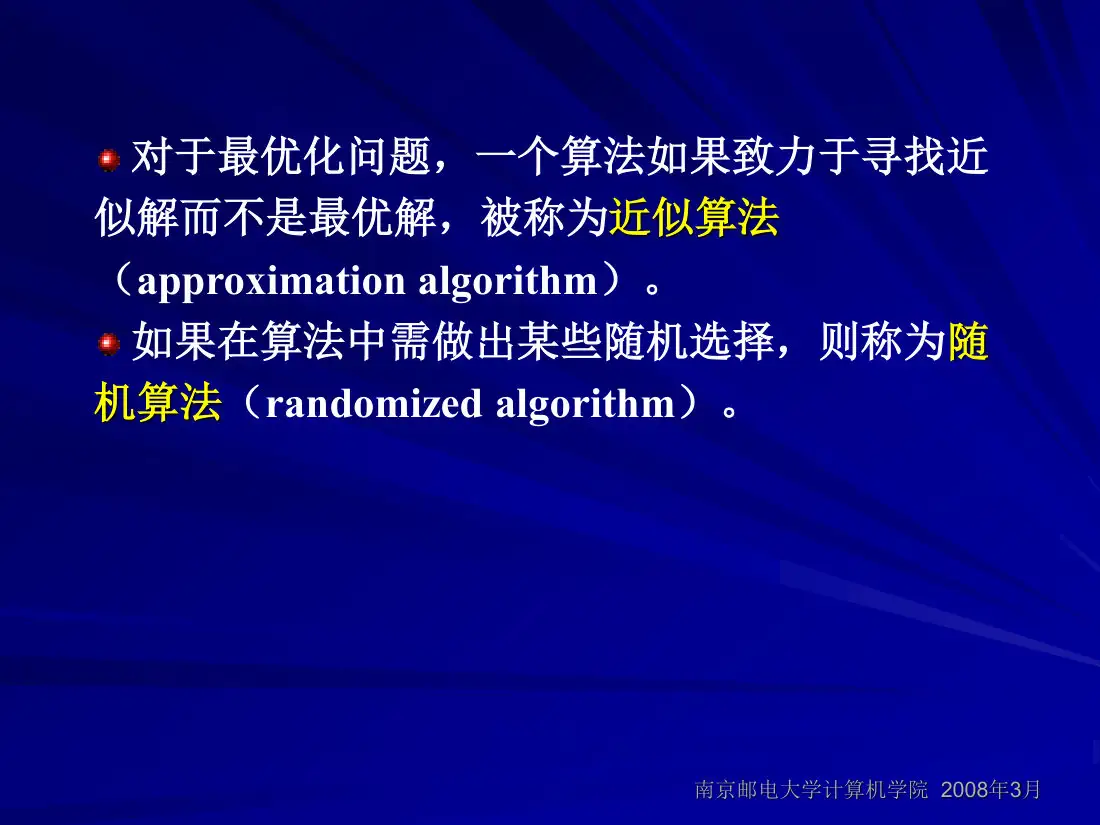 对于最优化问题，一个算法如果致力于寻找近
似解而不是最优解，被称为近似算法
（approximation algorithm）。
如果在算法中需做出某些随机选择，则称为随
机算法（randomized algorithm）。
南京邮电大学计算机学院 2008年3月